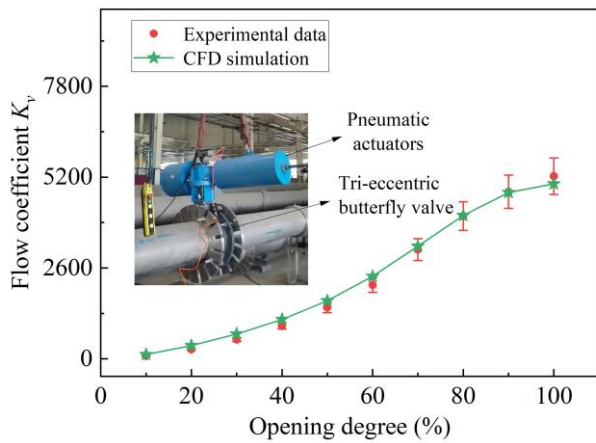 Experimental data
CFD simulation
7800
5200
2600
0
Flow coefficient Kv
Pneumatic
actuators
Tri-eccentric
butterfly valve
0 20 40 60 80 100
Opening degree (%)